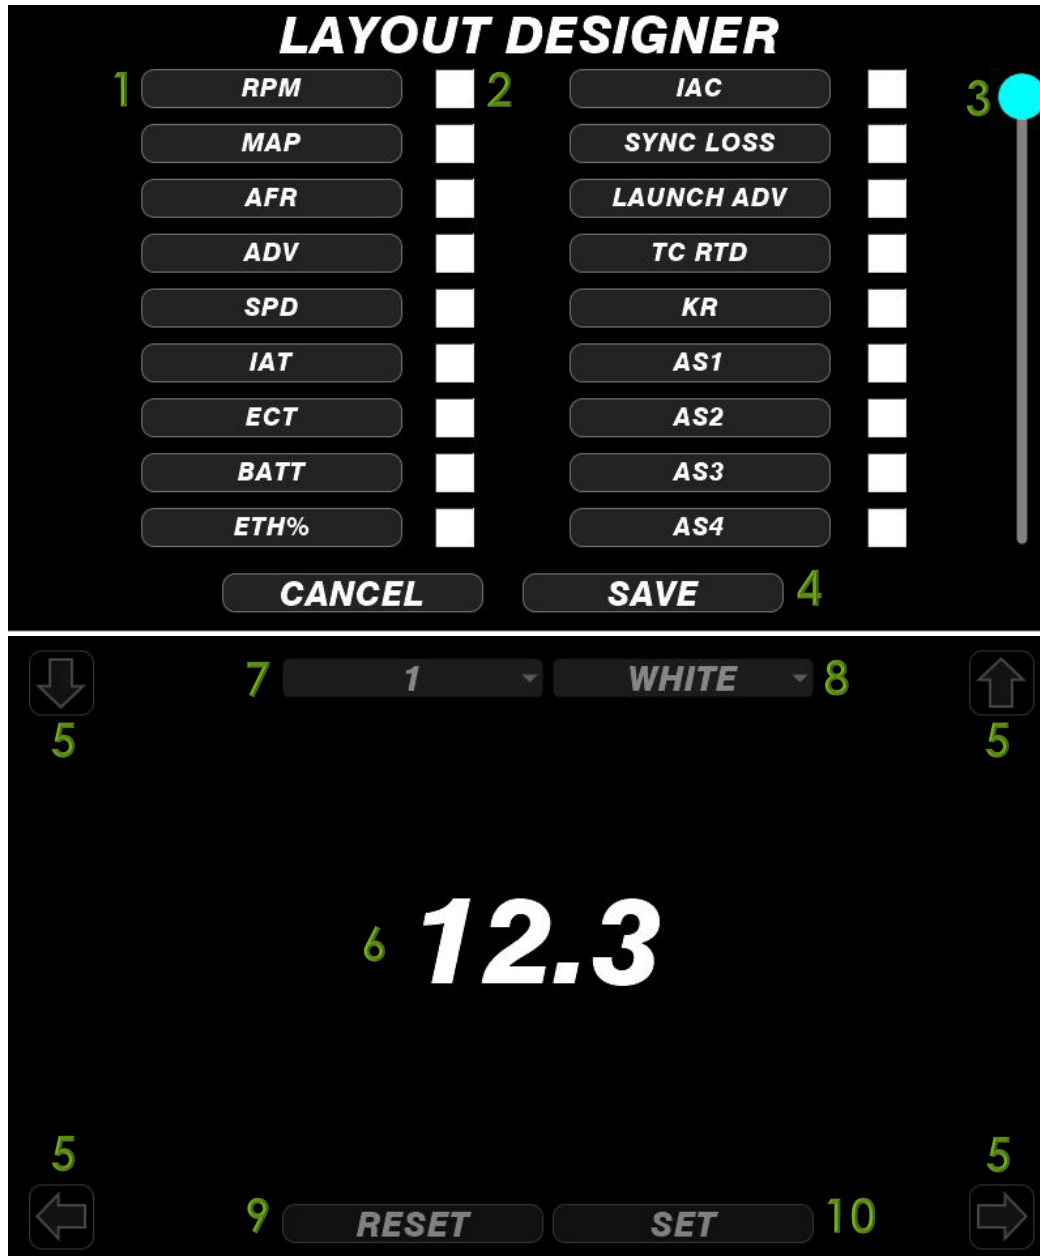 LAYOUT DESIGNER
1 RPM 2 IAC 3
MAP SYNC LOSS
AFR LAUNCH ADV
ADV TC RTD
SPD KR
IAT AS1
ECT AS2
BATT AS3
ETH% AS4
CANCEL SAVE 4
7 1 WHITE 8
5 5
6 12.3
5 5
9 RESET SET 10